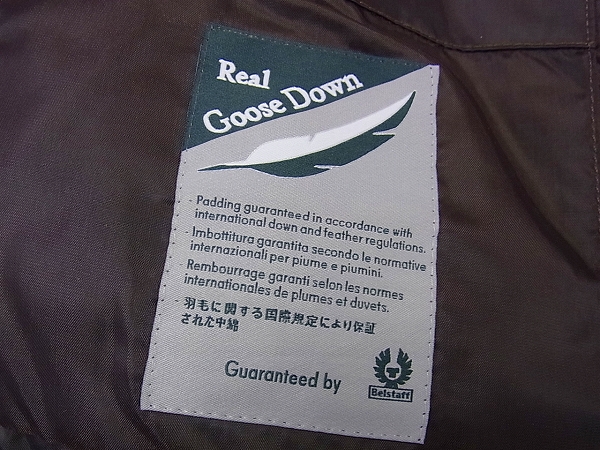 Real
Goose Down
- Padding guaranteed in accordance with
international down and feather regulations.
- Imbottitura garantita secondo le normative
internazionali per piume e piumini.
Rembourrage garanti selon les normes
internationales de plumes et duvets.
- 羽毛に関する国際規定により保証
された中綿
Guaranteed by
Belstaff